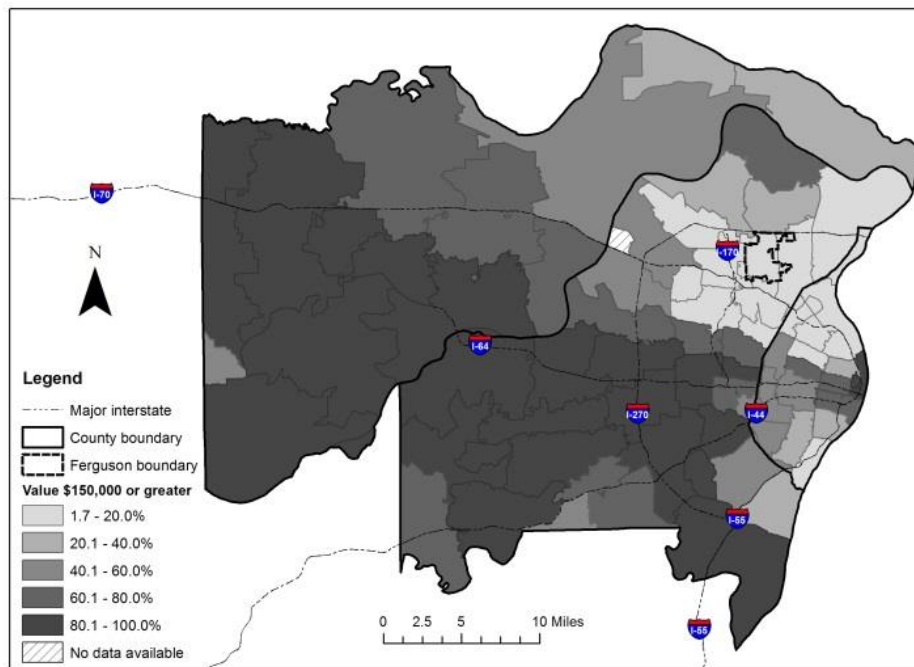 I-70
N
I-170
I-64
I-270
I-44
I-55
I-55
Legend
Major interstate
County boundary
Ferguson boundary
Value $150,000 or greater
1.7 - 20.0%
20.1 - 40.0%
40.1 - 60.0%
60.1 - 80.0%
80.1 - 100.0%
No data available
0 2.5 5 10 Miles